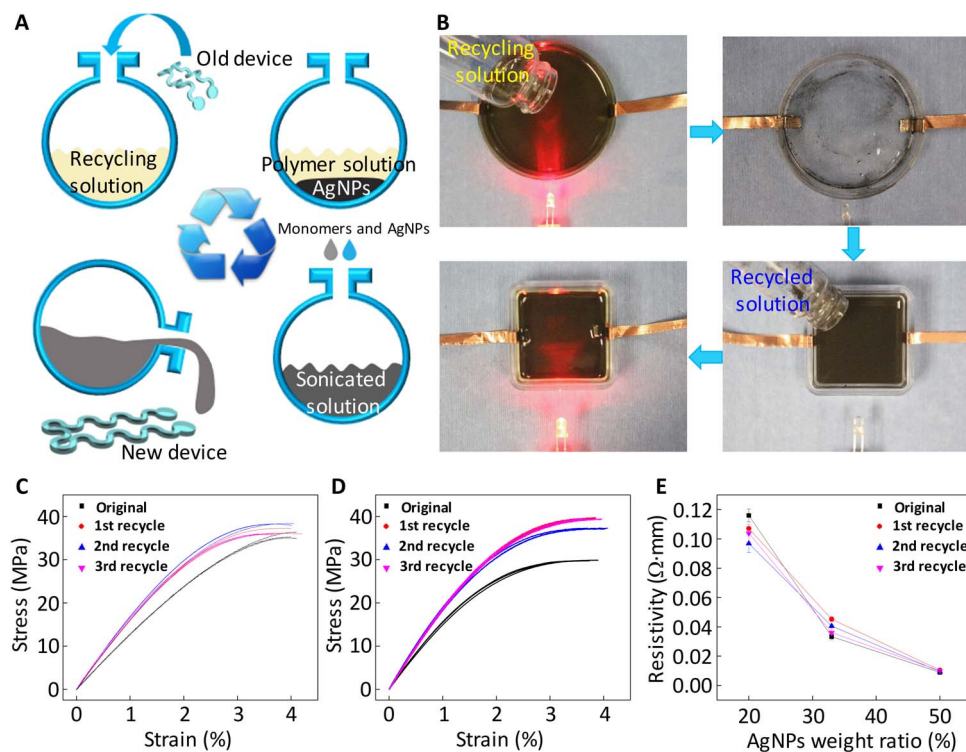 A
Old device
Recycling
solution
Polymer solution
AgNPs
Monomers and AgNPs
Sonicated
solution
New device
B
Recycling
solution
Recycled
solution
C
Original
1st recycle
2nd recycle
3rd recycle
Stress (MPa)
40
30
20
10
0
0 1 2 3 4
Strain (%)
D
Original
1st recycle
2nd recycle
3rd recycle
Stress (MPa)
40
30
20
10
0
0 1 2 3 4
Strain (%)
E
Original
1st recycle
2nd recycle
3rd recycle
Resistivity (Ω·mm)
0.12
0.10
0.08
0.06
0.04
0.02
0.00
20 30 40 50
AgNPs weight ratio (%)